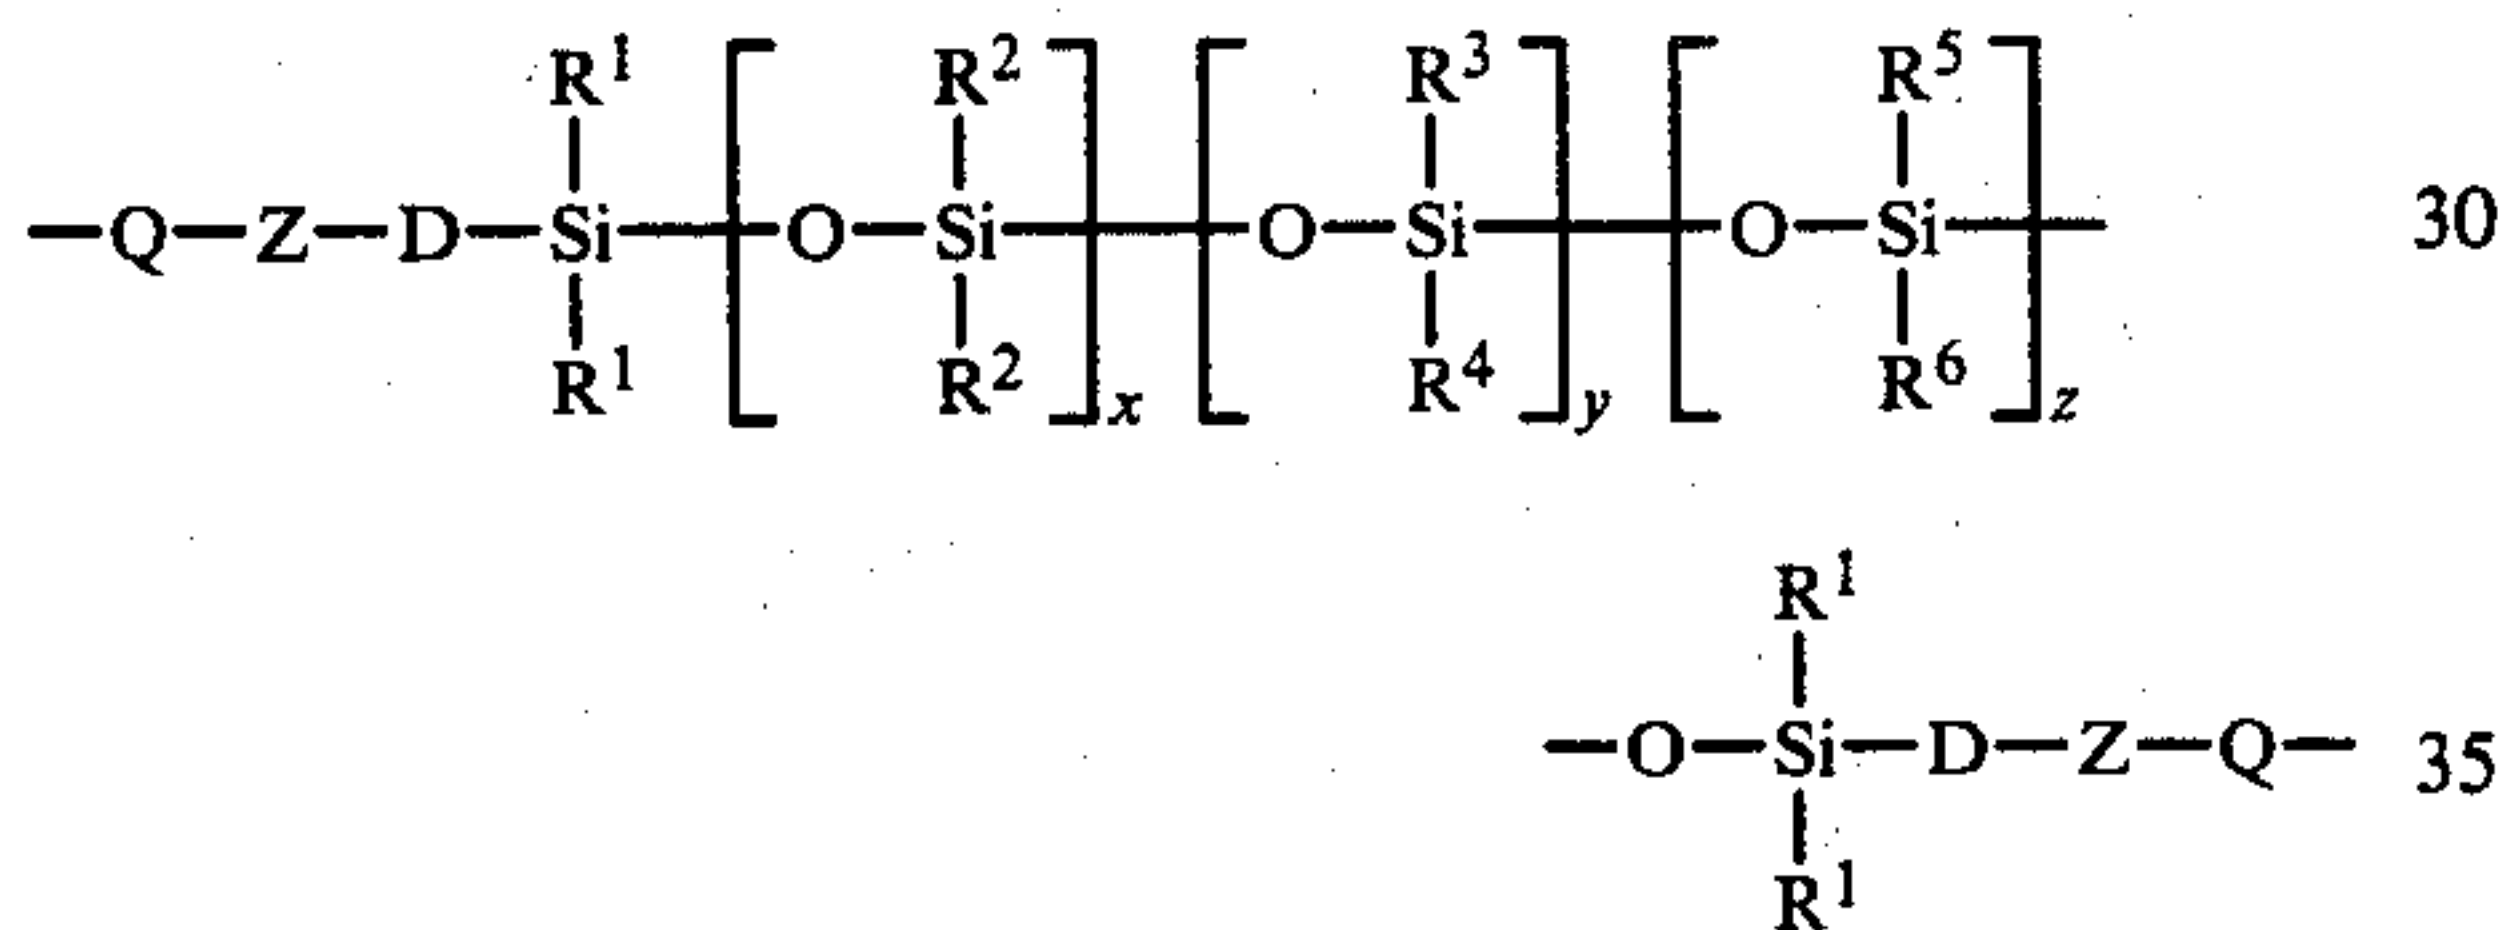 R¹ R² R³ R⁵
—Q—Z—D—Si—[O—Si—]x[O—Si—]y[O—Si—]z— 30
R¹ R² R⁴ R⁶
R¹
—O—Si—D—Z—Q— 35
R¹